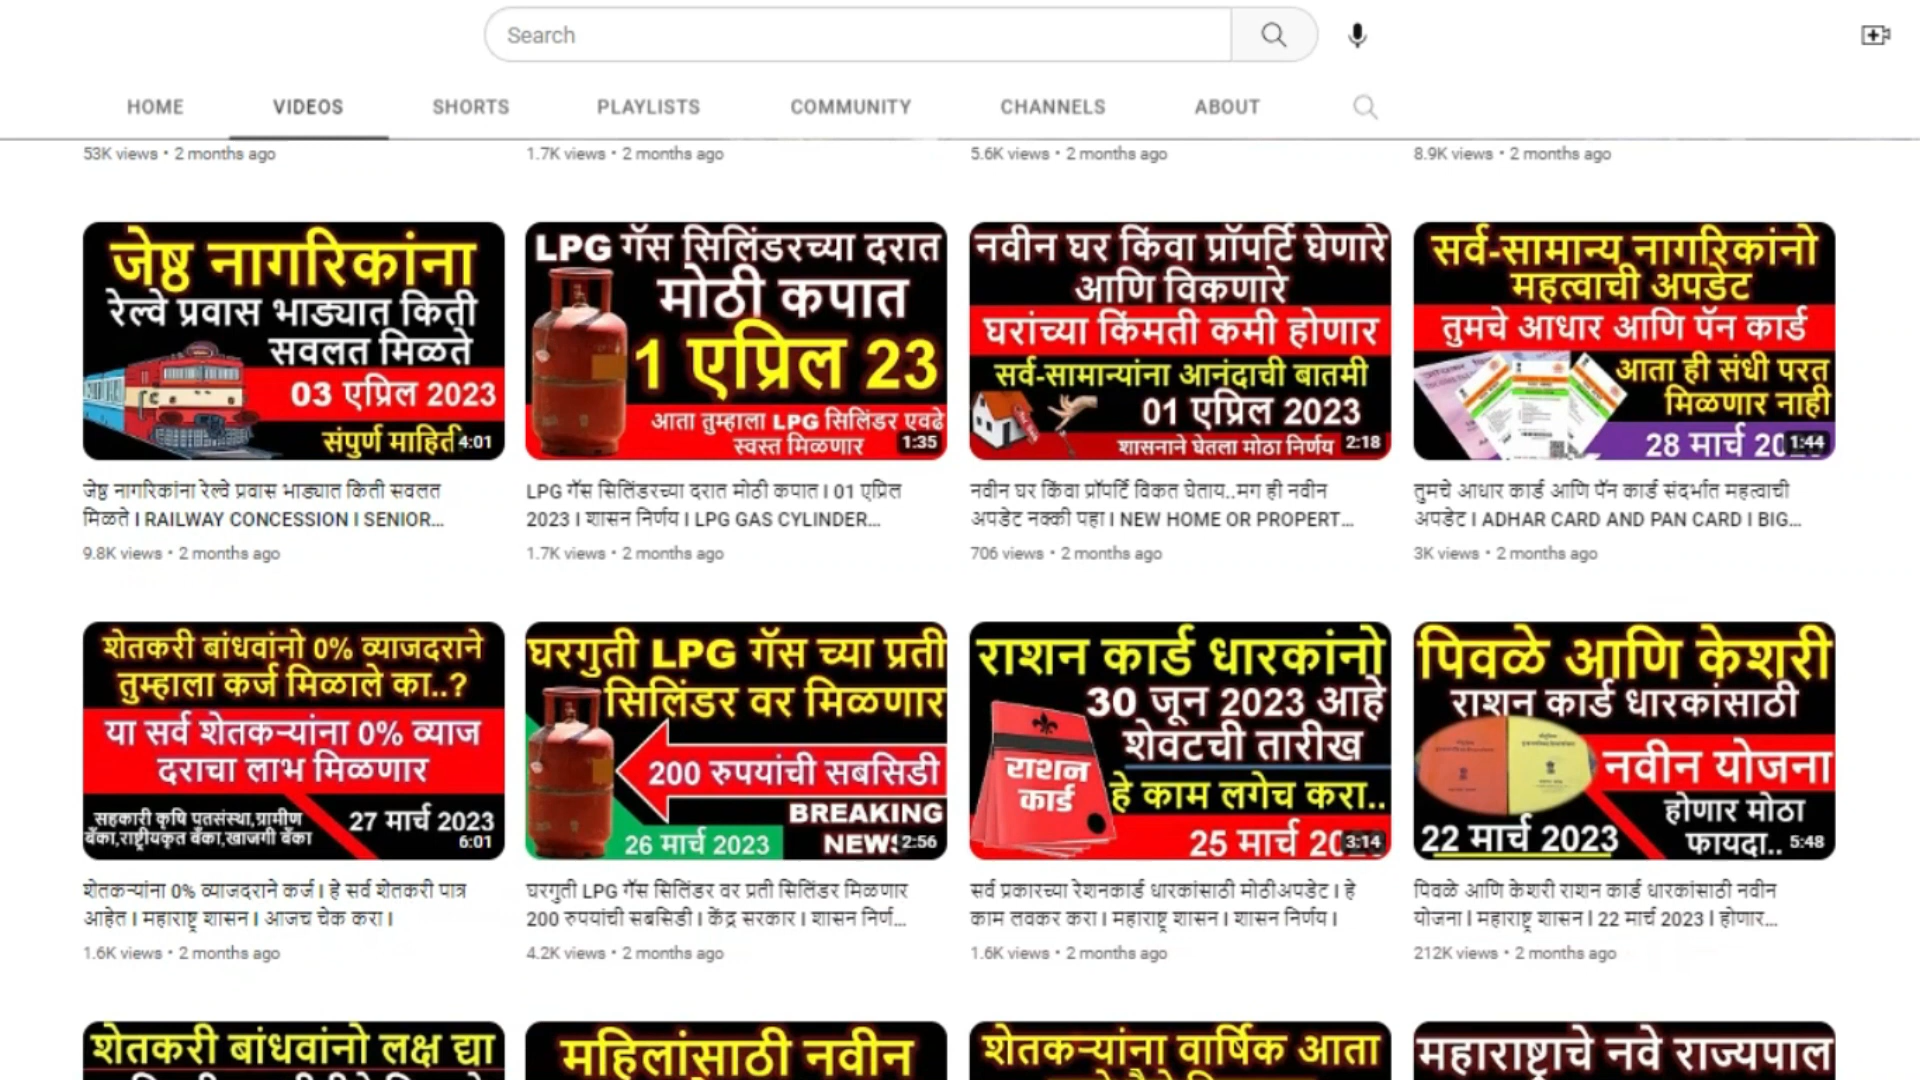 Search
HOME VIDEOS SHORTS PLAYLISTS COMMUNITY CHANNELS ABOUT
53K views • 2 months ago
1.7K views • 2 months ago
5.6K views • 2 months ago
8.9K views • 2 months ago
जेष्ठ नागरिकांना
रेल्वे प्रवास भाड्यात किती
सवलत मिळते
03 एप्रिल 2023
संपुर्ण माहिती
4:01
LPG गॅस सिलिंडरच्या दरात
मोठी कपात
1 एप्रिल 23
आता तुम्हाला LPG सिलिंडर एवढे
स्वस्त मिळणार
1:35
नवीन घर किंवा प्रॉपर्टि घेणारे
आणि विकणारे
घरांच्या किंमती कमी होणार
सर्व-सामान्यांना आनंदाची बातमी
01 एप्रिल 2023
शासनाने घेतला मोठा निर्णय
2:18
सर्व-सामान्य नागरिकांनो
महत्वाची अपडेट
तुमचे आधार आणि पॅन कार्ड
आता ही संधी परत
मिळणार नाही
28 मार्च 20
1:44
जेष्ठ नागरिकांना रेल्वे प्रवास भाड्यात किती सवलत
मिळते I RAILWAY CONCESSION I SENIOR...
9.8K views • 2 months ago
LPG गॅस सिलिंडरच्या दरात मोठी कपात I 01 एप्रिल
2023 I शासन निर्णय I LPG GAS CYLINDER...
1.7K views • 2 months ago
नवीन घर किंवा प्रॉपर्टि विकत घेताय..मग ही नवीन
अपडेट नक्की पहा I NEW HOME OR PROPERT...
706 views • 2 months ago
तुमचे आधार कार्ड आणि पॅन कार्ड संदर्भात महत्वाची
अपडेट I ADHAR CARD AND PAN CARD I BIG...
3K views • 2 months ago
शेतकरी बांधवांनो 0% व्याजदराने
तुम्हाला कर्ज मिळाले का..?
या सर्व शेतकऱ्यांना 0% व्याज
दराचा लाभ मिळणार
सहकारी कृषि पतसंस्था,ग्रामीण
बँका,राष्ट्रीयकृत बँका,खाजगी बँका
27 मार्च 2023
6:01
घरगुती LPG गॅस च्या प्रती
सिलिंडर वर मिळणार
200 रुपयांची सबसिडी
BREAKING
NEWS
26 मार्च 2023
2:56
राशन कार्ड धारकांनो
30 जून 2023 आहे
शेवटची तारीख
राशन
कार्ड
हे काम लगेच करा..
25 मार्च 20
3:14
पिवळे आणि केशरी
राशन कार्ड धारकांसाठी
नवीन योजना
होणार मोठा
फायदा..
22 मार्च 2023
5:48
शेतकऱ्यांना 0% व्याजदराने कर्ज I हे सर्व शेतकरी पात्र
आहेत I महाराष्ट्र शासन I आजच चेक करा I
1.6K views • 2 months ago
घरगुती LPG गॅस सिलिंडर वर प्रती सिलिंडर मिळणार
200 रुपयांची सबसिडी I केंद्र सरकार I शासन निर्ण...
4.2K views • 2 months ago
सर्व प्रकारच्या रेशनकार्ड धारकांसाठी मोठीअपडेट I हे
काम लवकर करा I महाराष्ट्र शासन I शासन निर्णय I
1.6K views • 2 months ago
पिवळे आणि केशरी राशन कार्ड धारकांसाठी नवीन
योजना I महाराष्ट्र शासन I 22 मार्च 2023 I होणार...
212K views • 2 months ago
शेतकरी बांधवांनो लक्ष द्या
महिलांसाठी नवीन
शेतकऱ्यांना वार्षिक आता
महाराष्ट्राचे नवे राज्यपाल